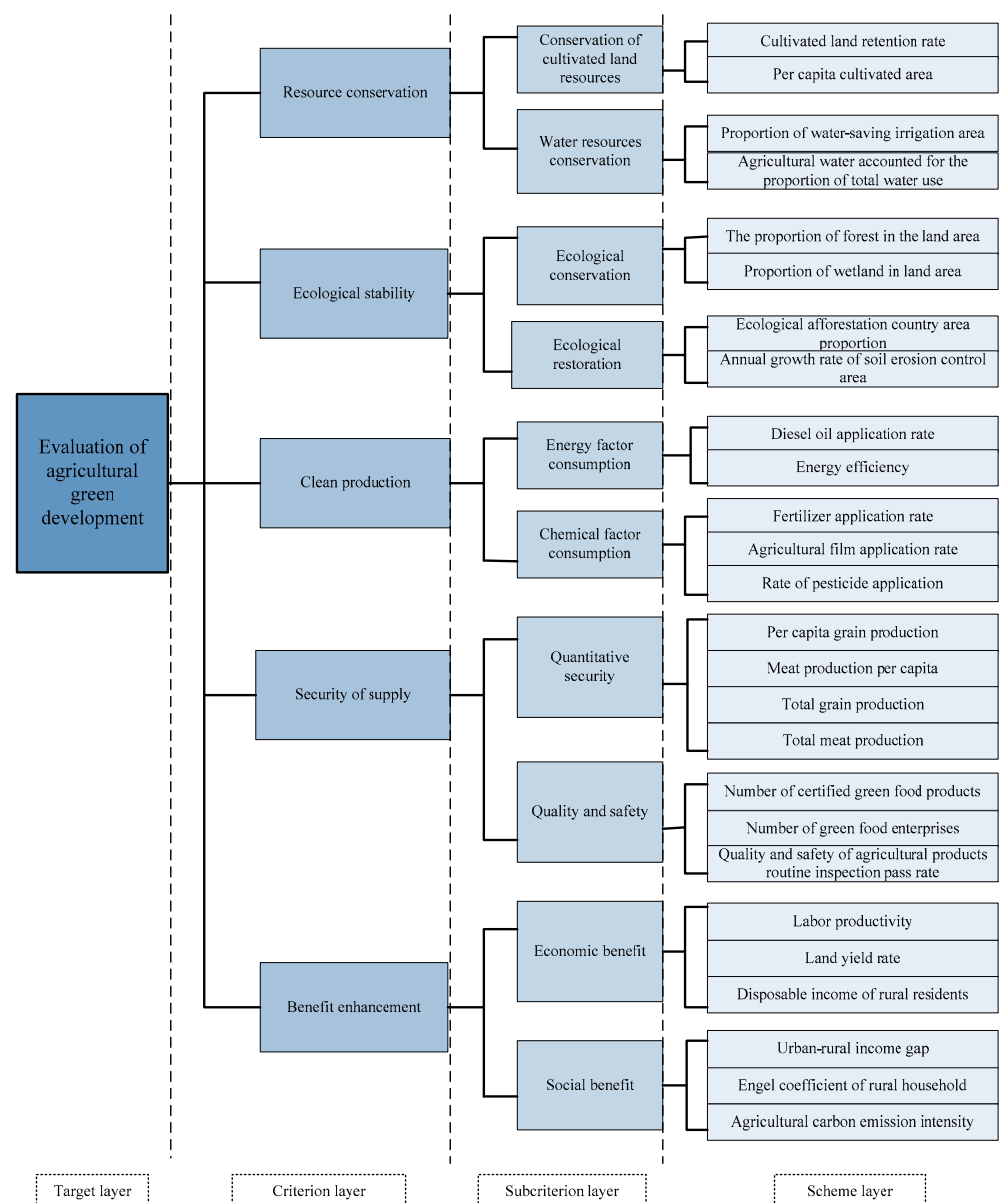 Evaluation of
agricultural
green
development
Resource conservation
Ecological stability
Clean production
Security of supply
Benefit enhancement
Conservation of
cultivated land
resources
Water resources
conservation
Ecological
conservation
Ecological
restoration
Energy factor
consumption
Chemical factor
consumption
Quantitative
security
Quality and safety
Economic benefit
Social benefit
Cultivated land retention rate
Per capita cultivated area
Proportion of water-saving irrigation area
Agricultural water accounted for the
proportion of total water use
The proportion of forest in the land area
Proportion of wetland in land area
Ecological afforestation country area
proportion
Annual growth rate of soil erosion control
area
Diesel oil application rate
Energy efficiency
Fertilizer application rate
Agricultural film application rate
Rate of pesticide application
Per capita grain production
Meat production per capita
Total grain production
Total meat production
Number of certified green food products
Number of green food enterprises
Quality and safety of agricultural products
routine inspection pass rate
Labor productivity
Land yield rate
Disposable income of rural residents
Urban-rural income gap
Engel coefficient of rural household
Agricultural carbon emission intensity
Target layer
Criterion layer
Subcriterion layer
Scheme layer